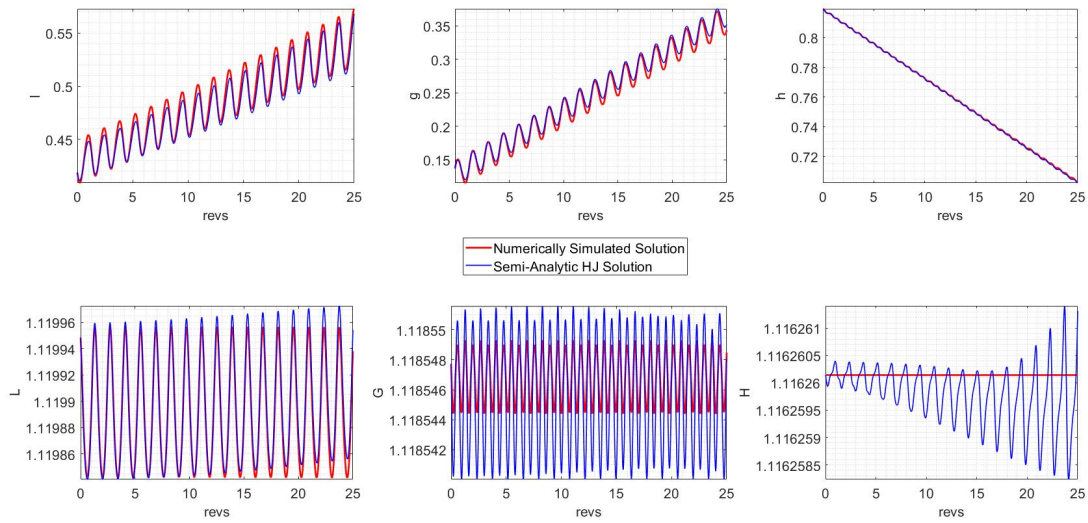 0.55
0.5
0.45
l
0 5 10 15 20 25
revs
0.35
0.3
0.25
0.2
0.15
g
0 5 10 15 20 25
revs
0.8
0.78
0.76
0.74
0.72
h
0 5 10 15 20 25
revs
Numerically Simulated Solution
Semi-Analytic HJ Solution
1.11996
1.11994
1.11992
1.1199
1.11988
1.11986
L
0 5 10 15 20 25
revs
1.11855
1.118548
1.118546
1.118544
1.118542
G
0 5 10 15 20 25
revs
1.116261
1.1162605
1.11626
1.1162595
1.116259
1.1162585
H
0 5 10 15 20 25
revs